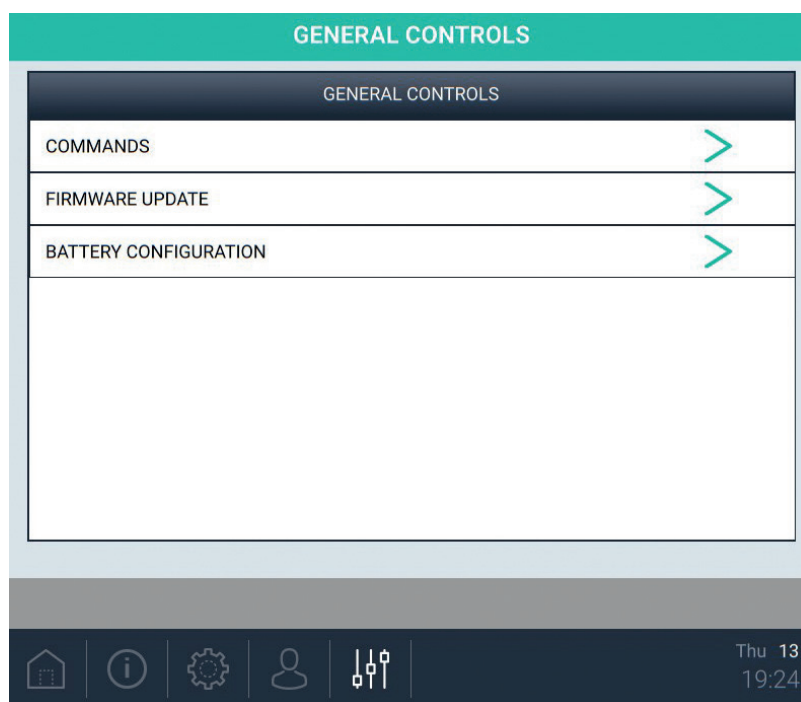 GENERAL CONTROLS
GENERAL CONTROLS
COMMANDS
FIRMWARE UPDATE
BATTERY CONFIGURATION
Thu 13
19:24